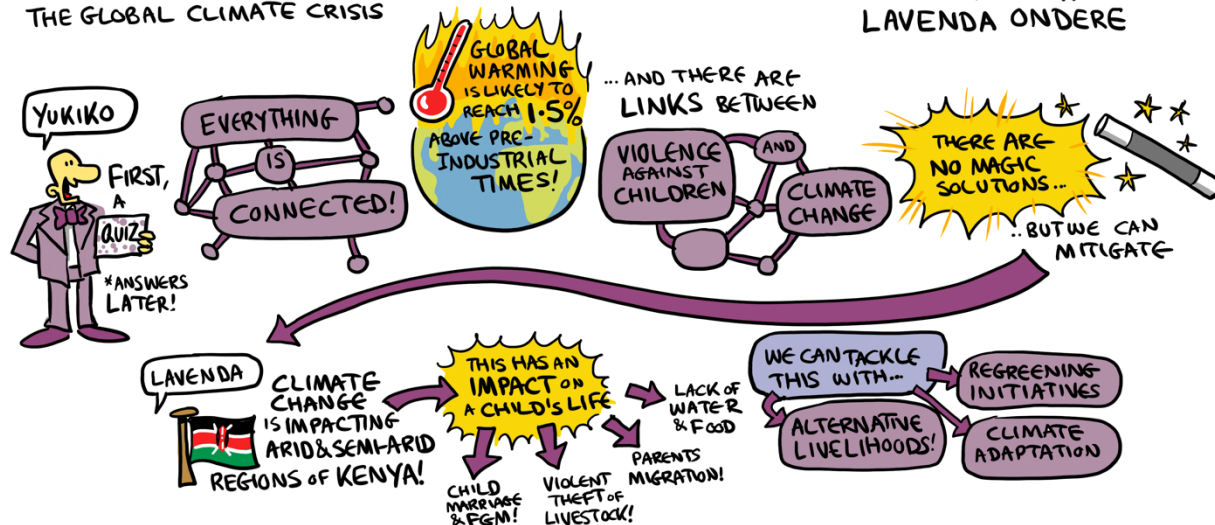 THE GLOBAL CLIMATE CRISIS
LAVENDA ONDERE
YUKIKO
FIRST,
A
QUIZ
*ANSWERS
LATER!
EVERYTHING
IS
CONNECTED!
GLOBAL
WARMING
IS LIKELY TO
REACH 1.5%
ABOVE PRE-
INDUSTRIAL
TIMES!
...AND THERE ARE
LINKS BETWEEN
VIOLENCE
AGAINST
CHILDREN
AND
CLIMATE
CHANGE
THERE ARE
NO MAGIC
SOLUTIONS...
..BUT WE CAN
MITIGATE
LAVENDA
CLIMATE
CHANGE
IS IMPACTING
ARID & SEMI-ARID
REGIONS OF KENYA!
THIS HAS AN
IMPACT ON
A CHILD'S LIFE
CHILD
MARRIAGE
& FGM!
VIOLENT
THEFT OF
LIVESTOCK!
PARENTS
MIGRATION!
LACK OF
WATER
& FOOD
WE CAN TACKLE
THIS WITH...
ALTERNATIVE
LIVELIHOODS!
REGREENING
INITIATIVES
CLIMATE
ADAPTATION